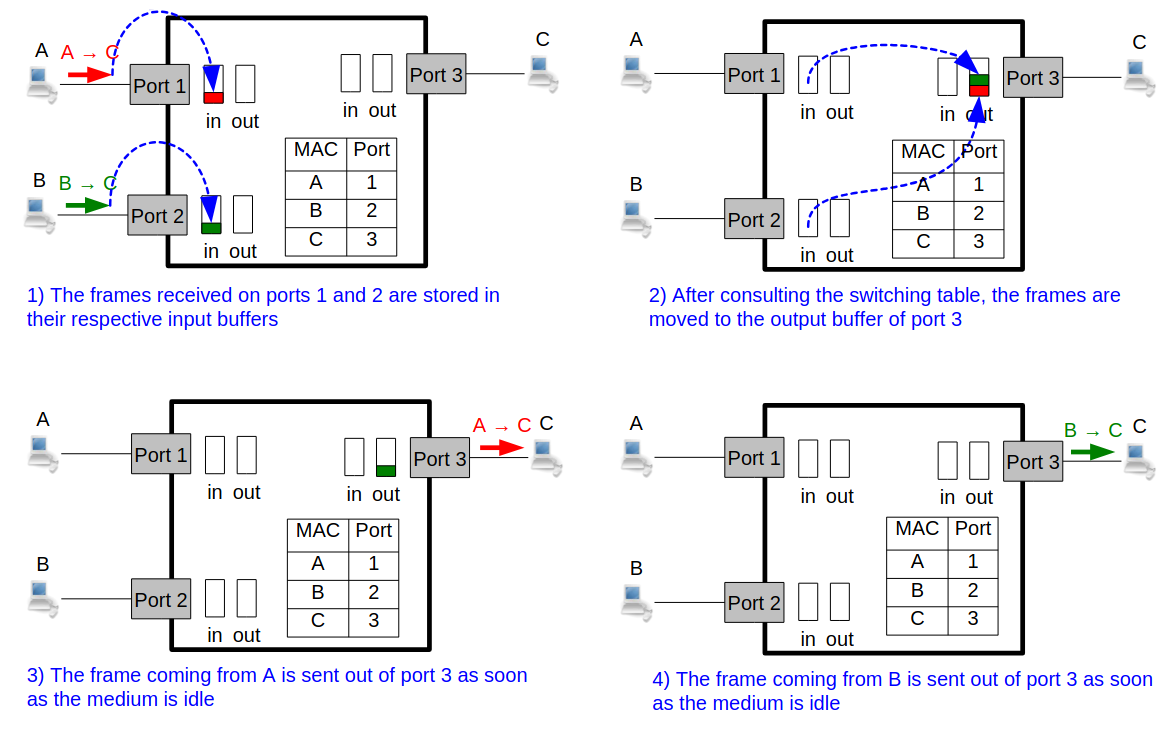 A
A → C
Port 1
in out
B
B → C
Port 2
in out
in out
Port 3
C
MAC Port
A 1
B 2
C 3
1) The frames received on ports 1 and 2 are stored in
their respective input buffers
A
Port 1
in out
B
Port 2
in out
in out
Port 3
C
MAC Port
A 1
B 2
C 3
2) After consulting the switching table, the frames are
moved to the output buffer of port 3
A
Port 1
in out
B
Port 2
in out
in out
Port 3
A → C
C
MAC Port
A 1
B 2
C 3
3) The frame coming from A is sent out of port 3 as soon
as the medium is idle
A
Port 1
in out
B
Port 2
in out
in out
Port 3
B → C
C
MAC Port
A 1
B 2
C 3
4) The frame coming from B is sent out of port 3 as soon
as the medium is idle